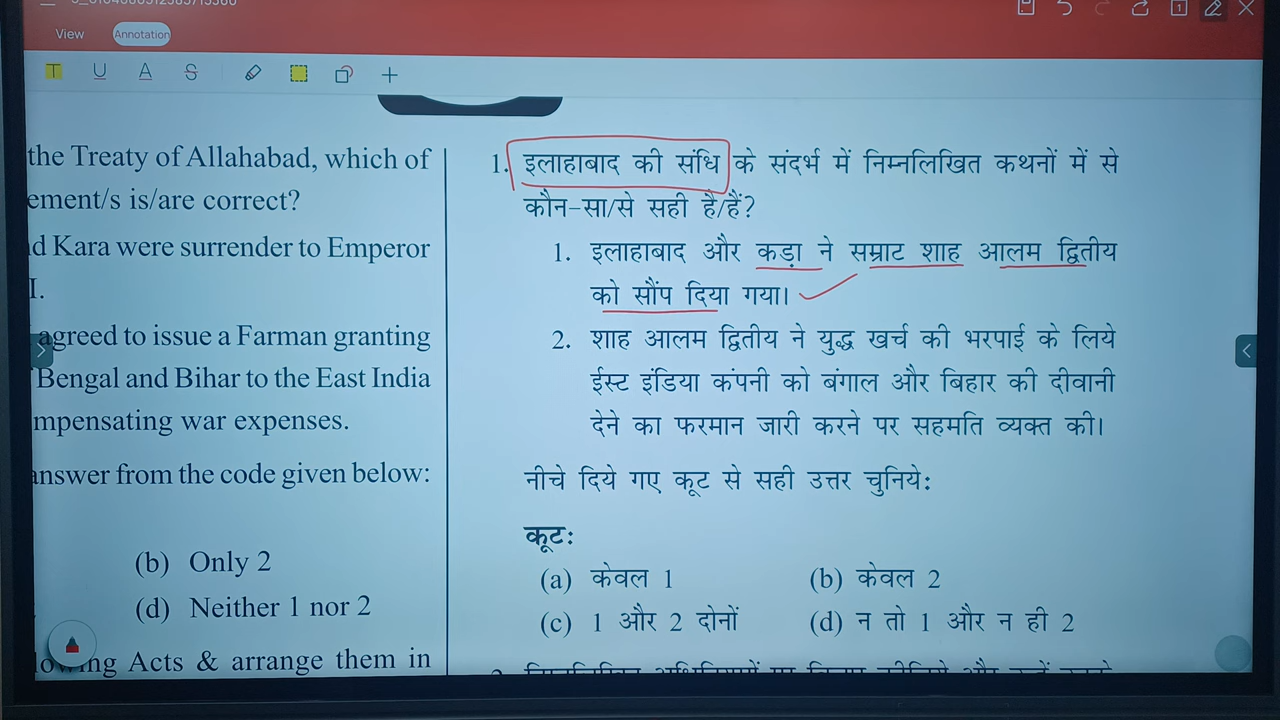 View
Annotation
the Treaty of Allahabad, which of
ement/s is/are correct?
d Kara were surrender to Emperor
I.
agreed to issue a Farman granting
Bengal and Bihar to the East India
mpensating war expenses.
answer from the code given below:
(b) Only 2
(d) Neither 1 nor 2
Acts & arrange them in
1. इलाहाबाद की संधि के संदर्भ में निम्नलिखित कथनों में से
कौन-सा/से सही है/हैं?
1. इलाहाबाद और कड़ा ने सम्राट शाह आलम द्वितीय
को सौंप दिया गया।
2. शाह आलम द्वितीय ने युद्ध खर्च की भरपाई के लिये
ईस्ट इंडिया कंपनी को बंगाल और बिहार की दीवानी
देने का फरमान जारी करने पर सहमति व्यक्त की।
नीचे दिये गए कूट से सही उत्तर चुनिये:
कूट:
(a) केवल 1 (b) केवल 2
(c) 1 और 2 दोनों (d) न तो 1 और न ही 2